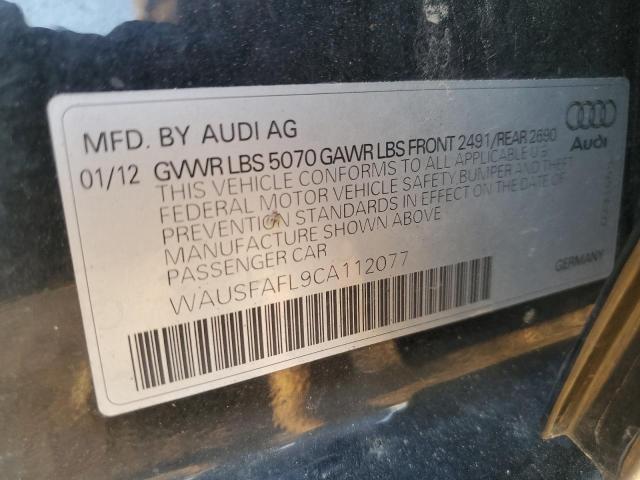 MFD. BY AUDI AG
01/12 GVWR LBS 5070 GAWR LBS FRONT 2491/REAR 2690
THIS VEHICLE CONFORMS TO ALL APPLICABLE U.S.
FEDERAL MOTOR VEHICLE SAFETY BUMPER AND THEFT
PREVENTION STANDARDS IN EFFECT ON THE DATE OF
MANUFACTURE SHOWN ABOVE
PASSENGER CAR
WAUSFAFL9CA112077
Audi
GERMANY